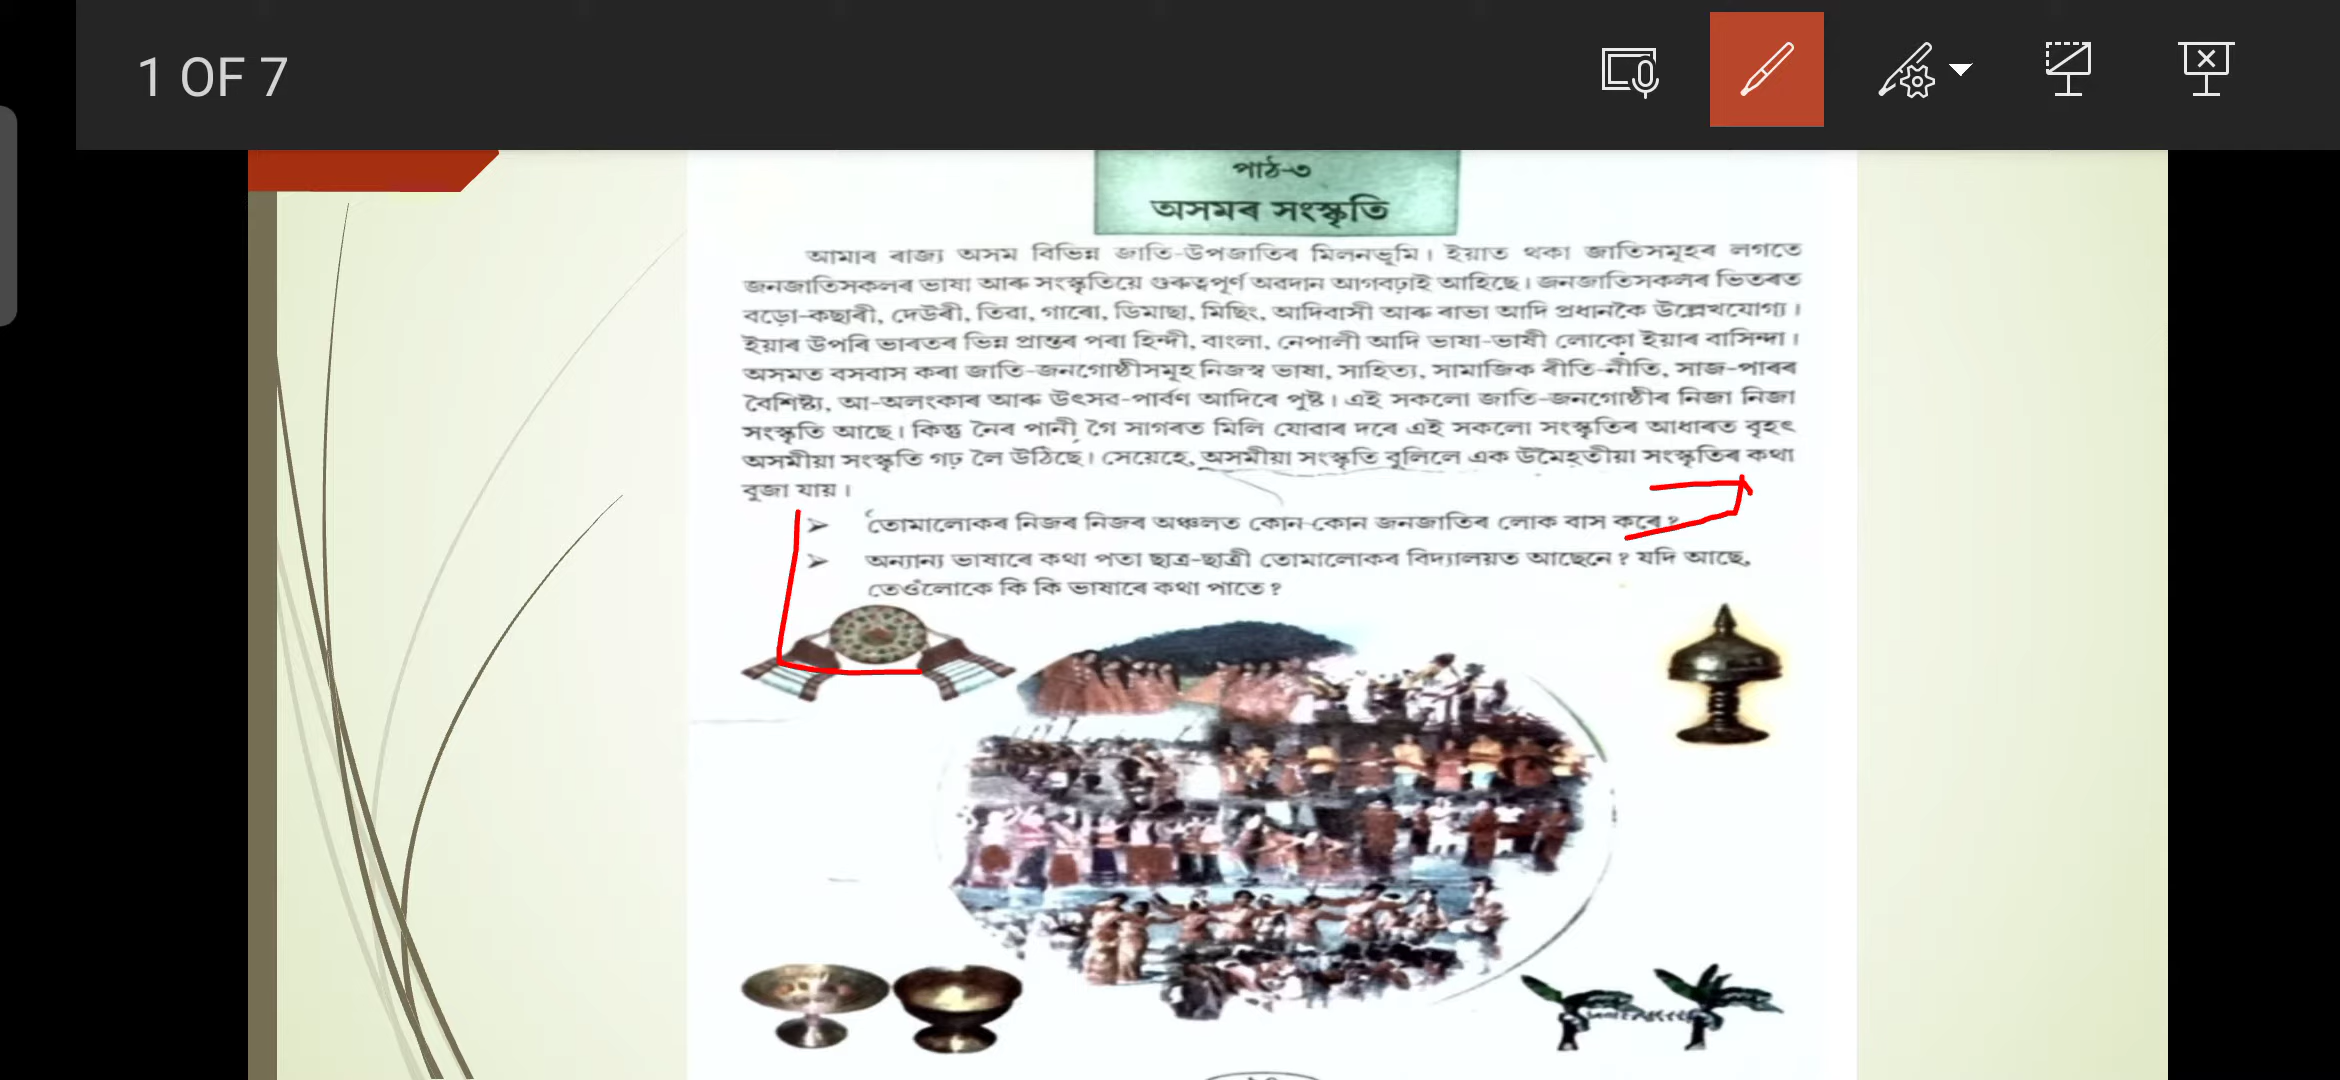 1 OF 7
পাঠ-৩
অসমৰ সংস্কৃতি
আমাৰ ৰাজ্য অসম বিভিন্ন জাতি-উপজাতিৰ মিলনভূমি। ইয়াত থকা জাতিসমূহৰ লগতে
জনজাতিসকলৰ ভাষা আৰু সংস্কৃতিয়ে গুৰুত্বপূৰ্ণ অৱদান আগবঢ়াই আহিছে। জনজাতিসকলৰ ভিতৰত
বড়ো-কছাৰী, দেউৰী, তিৱা, গাৰো, ডিমাছা, মিছিং, আদিবাসী আৰু ৰাভা আদি প্ৰধানকৈ উল্লেখযোগ্য।
ইয়াৰ উপৰি ভাৰতৰ ভিন্ন প্ৰান্তৰ পৰা হিন্দী, বাংলা, নেপালী আদি ভাষা-ভাষী লোকো ইয়াৰ বাসিন্দা।
অসমত বসবাস কৰা জাতি-জনগোষ্ঠীসমূহ নিজস্ব ভাষা, সাহিত্য, সামাজিক ৰীতি-নীতি, সাজ-পাৰৰ
বৈশিষ্ট্য, আ-অলংকাৰ আৰু উৎসৱ-পাৰ্বণ আদিৰে পুষ্ট। এই সকলো জাতি-জনগোষ্ঠীৰ নিজা নিজা
সংস্কৃতি আছে। কিন্তু নৈৰ পানী গৈ সাগৰত মিলি যোৱাৰ দৰে এই সকলো সংস্কৃতিৰ আধাৰত বৃহৎ
অসমীয়া সংস্কৃতি গঢ় লৈ উঠিছে। সেয়েহে, অসমীয়া সংস্কৃতি বুলিলে এক উমৈহতীয়া সংস্কৃতিৰ কথা
বুজা যায়।
➢ তোমালোকৰ নিজৰ নিজৰ অঞ্চলত কোন কোন জনজাতিৰ লোক বাস কৰে?
➢ অন্যান্য ভাষাৰে কথা পতা ছাত্ৰ-ছাত্ৰী তোমালোকৰ বিদ্যালয়ত আছেনে? যদি আছে,
তেওঁলোকে কি কি ভাষাৰে কথা পাতে?